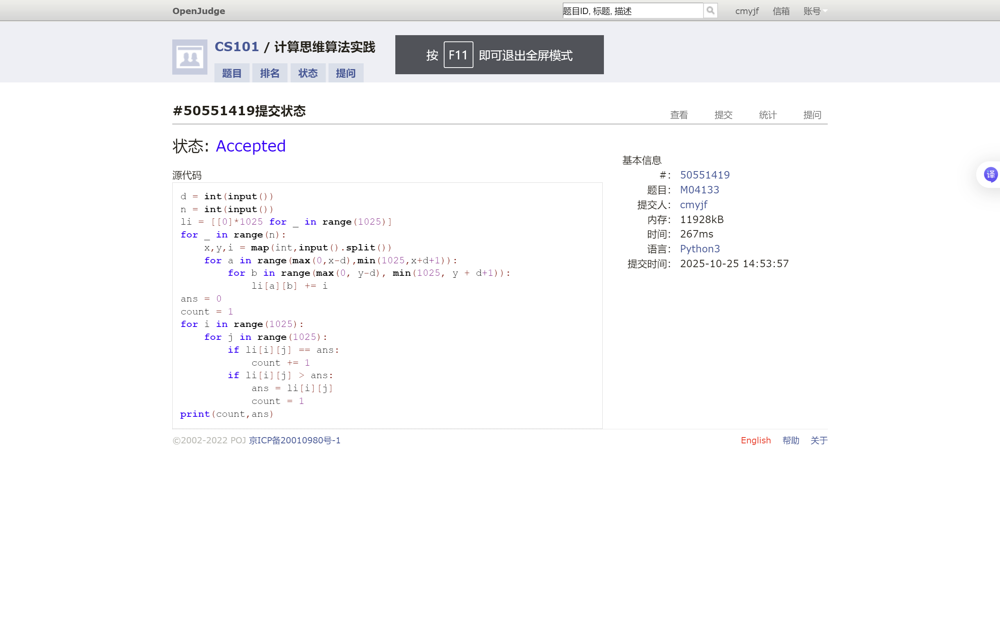 OpenJudge
题目ID, 标题, 描述
cmyjf 信箱 账号
CS101 / 计算思维算法实践
按 F11 即可退出全屏模式
题目 排名 状态 提问
#50551419提交状态
查看 提交 统计 提问
状态: Accepted
源代码
d = int(input())
n = int(input())
li = [[0]*1025 for _ in range(1025)]
for _ in range(n):
    x,y,i = map(int,input().split())
    for a in range(max(0,x-d),min(1025,x+d+1)):
        for b in range(max(0, y-d), min(1025, y + d+1)):
            li[a][b] += i
ans = 0
count = 1
for i in range(1025):
    for j in range(1025):
        if li[i][j] == ans:
            count += 1
        if li[i][j] > ans:
            ans = li[i][j]
            count = 1
print(count,ans)
基本信息
#: 50551419
题目: M04133
提交人: cmyjf
内存: 11928kB
时间: 267ms
语言: Python3
提交时间: 2025-10-25 14:53:57
译
©2002-2022 POJ 京ICP备20010980号-1
English 帮助 关于